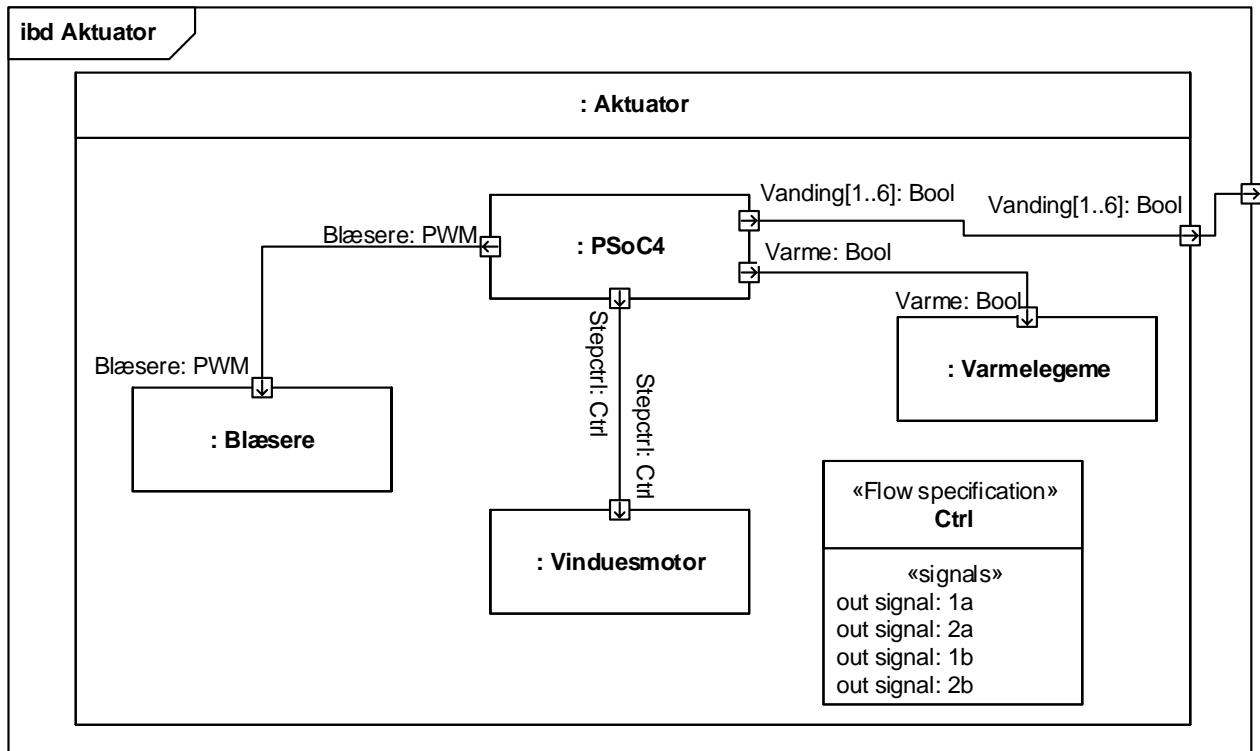 ibd Aktuator
: Aktuator
Vanding[1..6]: Bool
Vanding[1..6]: Bool
Blæsere: PWM
: PSoC4
Varme: Bool
Varme: Bool
Stepctrl: Ctrl
Stepctrl: Ctrl
Blæsere: PWM
: Varmelegeme
: Blæsere
«Flow specification»
Ctrl
: Vinduesmotor
«signals»
out signal: 1a
out signal: 2a
out signal: 1b
out signal: 2b